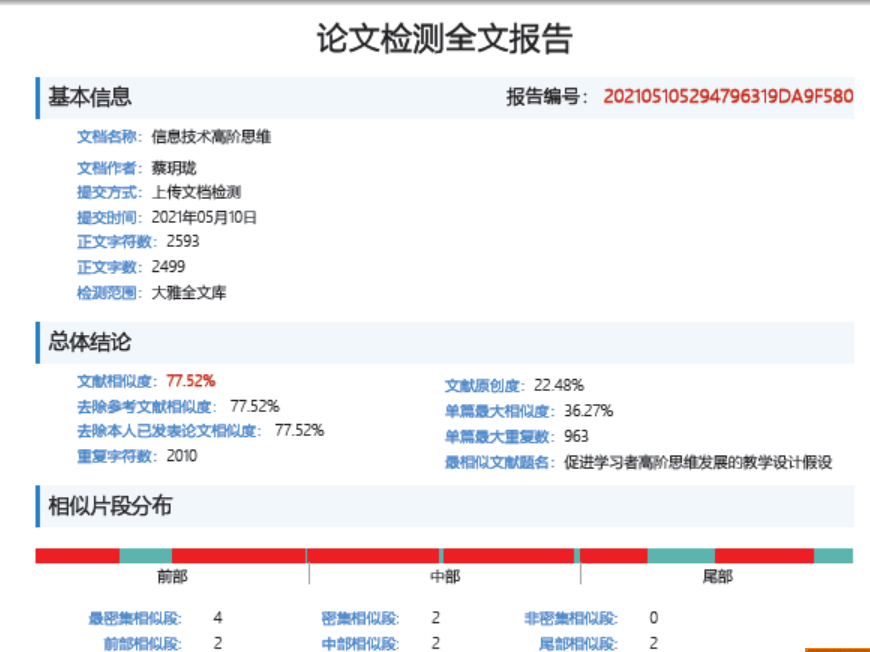 论文检测全文报告
基本信息 报告编号： 202105105294796319DA9F580
文档名称： 信息技术高阶思维
文档作者： 蔡玥珑
提交方式： 上传文档检测
提交时间： 2021年05月10日
正文字符数： 2593
正文字数： 2499
检测范围： 大雅全文库
总体结论
文献相似度： 77.52% 文献原创度： 22.48%
去除参考文献相似度： 77.52% 单篇最大相似度： 36.27%
去除本人已发表论文相似度： 77.52% 单篇最大重复数： 963
重复字符数： 2010 最相似文献题名： 促进学习者高阶思维发展的教学设计假设
相似片段分布
前部 中部 尾部
最密集相似段: 4 密集相似段: 2 非密集相似段: 0
前部相似段: 2 中部相似段: 2 尾部相似段: 2